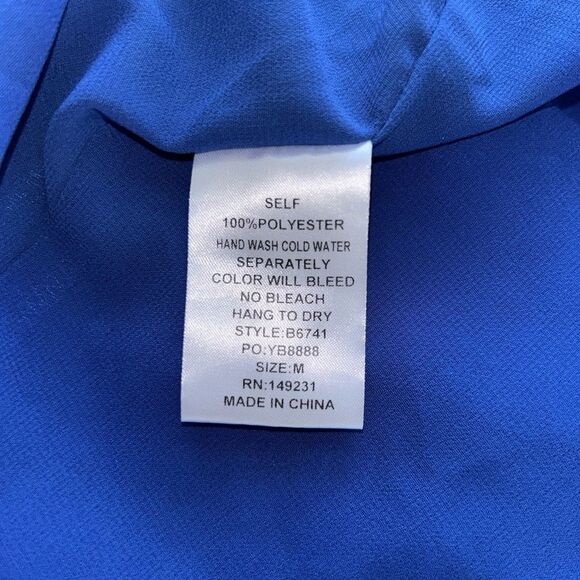 SELF
100%POLYESTER
HAND WASH COLD WATER
SEPARATELY
COLOR WILL BLEED
NO BLEACH
HANG TO DRY
STYLE:B6741
PO:YB8888
SIZE:M
RN:149231
MADE IN CHINA